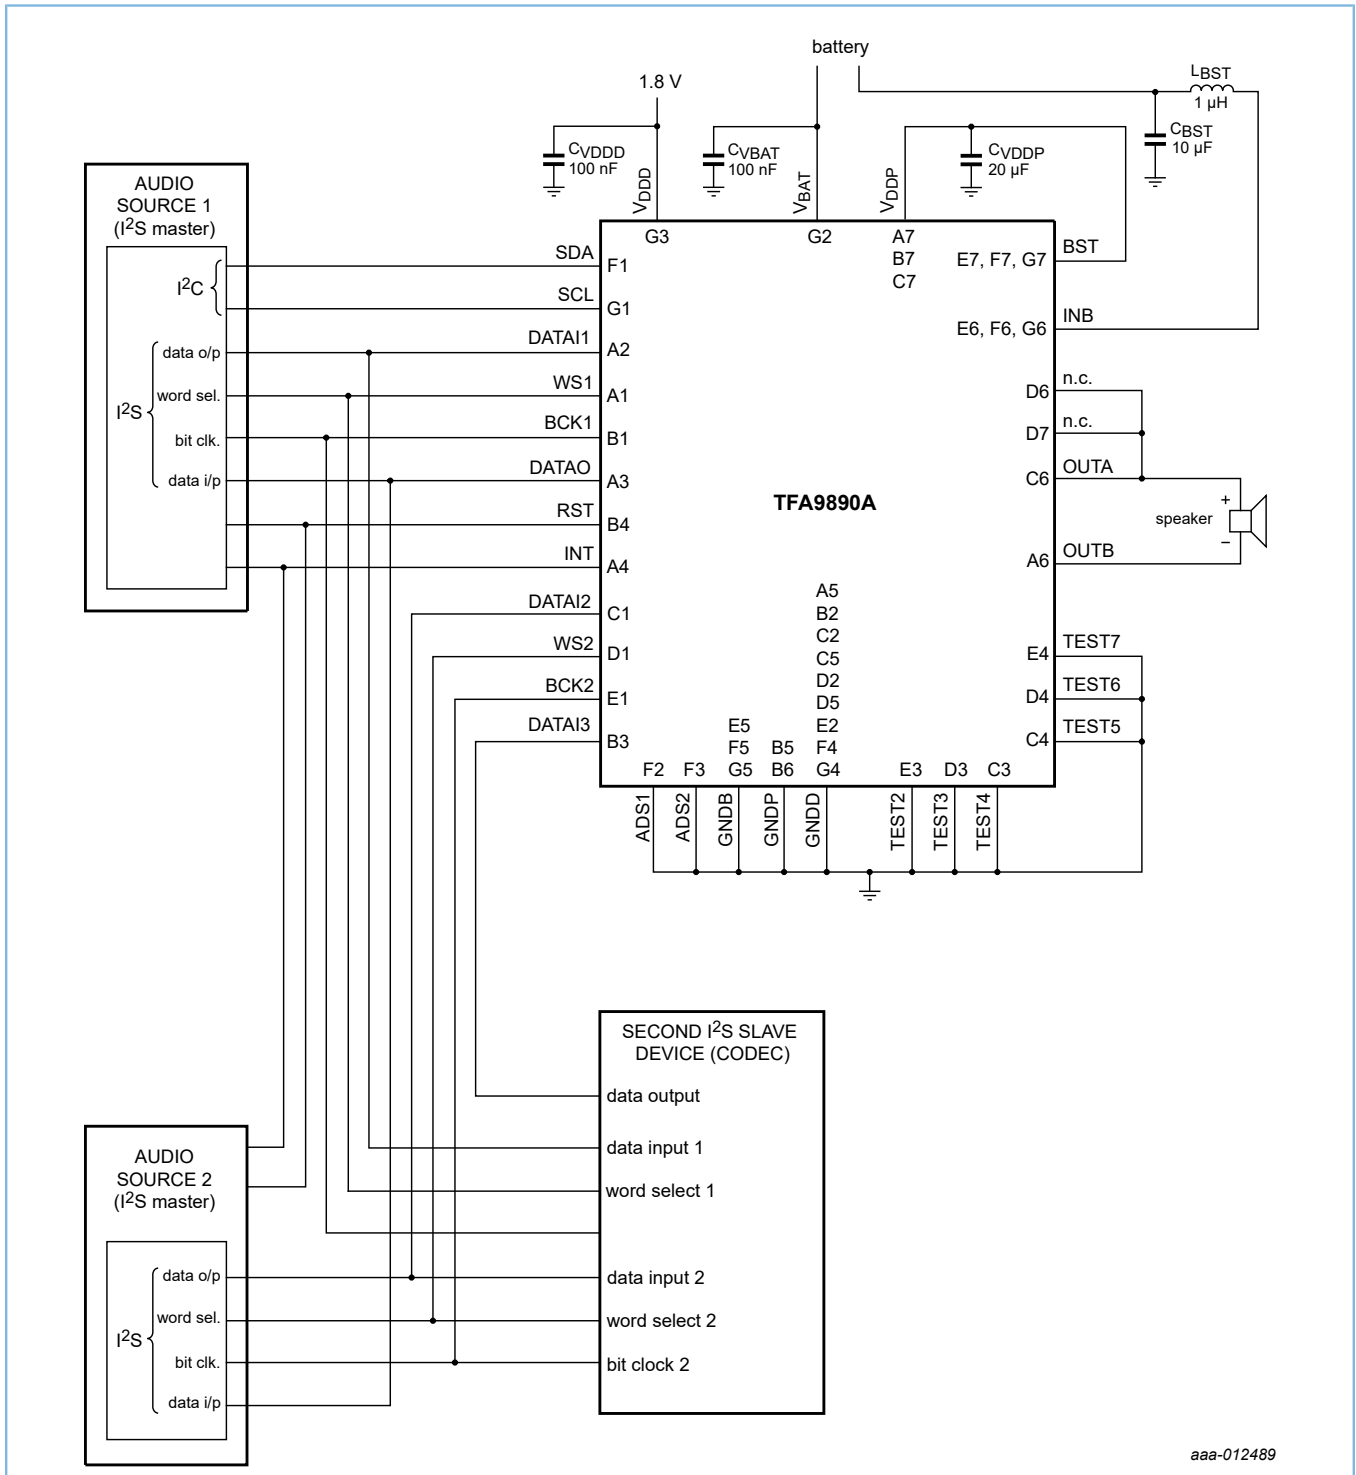 battery
1.8 V
LBST
1 µH
CVDDD
100 nF
CVBAT
100 nF
CVDDP
20 µF
CBST
10 µF
VDDD
VBAT
VDDP
AUDIO
SOURCE 1
(I2S master)
I2C
I2S
data o/p
word sel.
bit clk.
data i/p
SDA
SCL
DATAI1
WS1
BCK1
DATAO
RST
INT
DATAI2
WS2
BCK2
DATAI3
F1
G1
A2
A1
B1
A3
B4
A4
C1
D1
E1
B3
G3
G2
A7
B7
C7
E7, F7, G7
E6, F6, G6
D6
D7
C6
A6
E4
D4
C4
BST
INB
n.c.
n.c.
OUTA
OUTB
+
speaker
−
TEST7
TEST6
TEST5
TFA9890A
A5
B2
C2
C5
D2
D5
E2
F4
G4
E5
F5
G5
B5
B6
F2
F3
E3
D3
C3
ADS1
ADS2
GNDB
GNDP
GNDD
TEST2
TEST3
TEST4
SECOND I2S SLAVE
DEVICE (CODEC)
data output
data input 1
word select 1
data input 2
word select 2
bit clock 2
AUDIO
SOURCE 2
(I2S master)
I2S
data o/p
word sel.
bit clk.
data i/p
aaa-012489